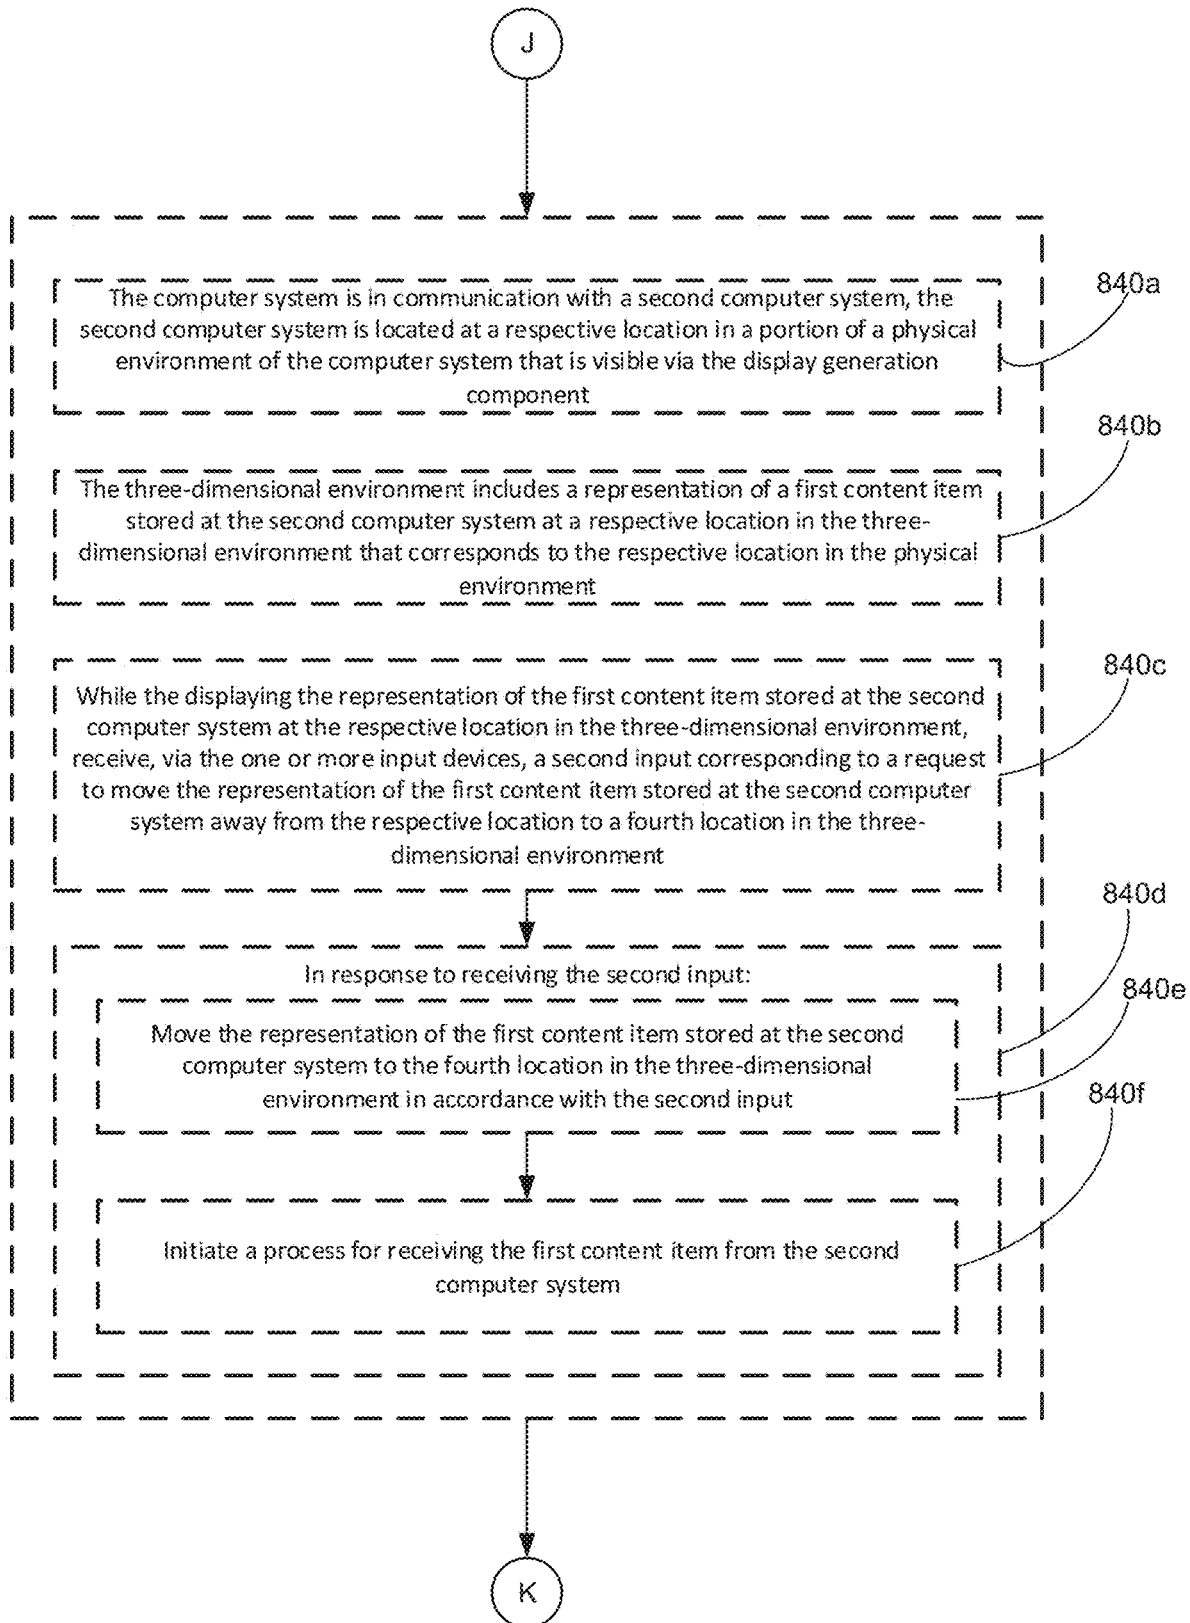 J
840a
The computer system is in communication with a second computer system, the
second computer system is located at a respective location in a portion of a physical
environment of the computer system that is visible via the display generation
component
840b
The three-dimensional environment includes a representation of a first content item
stored at the second computer system at a respective location in the three-
dimensional environment that corresponds to the respective location in the physical
environment
840c
While the displaying the representation of the first content item stored at the second
computer system at the respective location in the three-dimensional environment,
receive, via the one or more input devices, a second input corresponding to a request
to move the representation of the first content item stored at the second computer
system away from the respective location to a fourth location in the three-
dimensional environment
840d
In response to receiving the second input:
840e
Move the representation of the first content item stored at the second
computer system to the fourth location in the three-dimensional
environment in accordance with the second input
840f
Initiate a process for receiving the first content item from the second
computer system
K